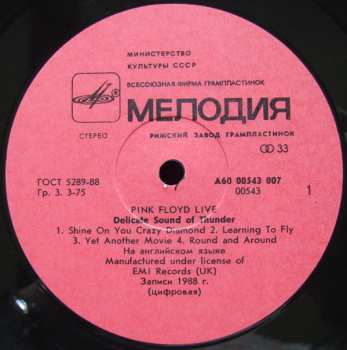 МИНИСТЕРСТВО
КУЛЬТУРЫ СССР
ВСЕСОЮЗНАЯ ФИРМА ГРАМПЛАСТИНОК
МЕЛОДИЯ
СТЕРЕО
РИЖСКИЙ ЗАВОД ГРАМПЛАСТИНОК
33
ГОСТ 5289-88
А60 00543 007
Гр. 3. 3-75
00543
1
PINK FLOYD LIVE
Delicate Sound of Thunder
1. Shine On You Crazy Diamond 2. Learning To Fly
3. Yet Another Movie 4. Round and Around
На английском языке
Manufactured under license of
EMI Records (UK)
Записи 1988 г.
(цифровая)